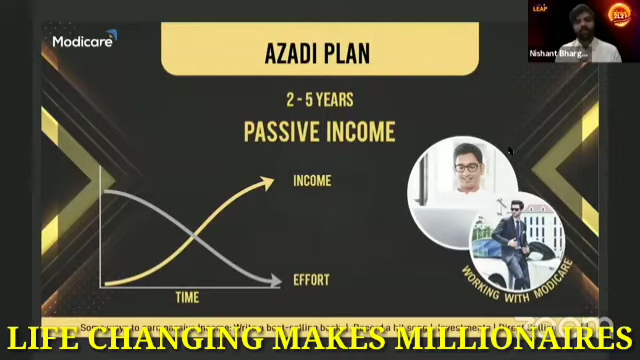 Modicare
LEAP
FLY!
Nishant Bharg...
AZADI PLAN
2 - 5 YEARS
PASSIVE INCOME
INCOME
EFFORT
TIME
WORKING WITH MODICARE
zoom
LIFE CHANGING MAKES MILLIONAIRES